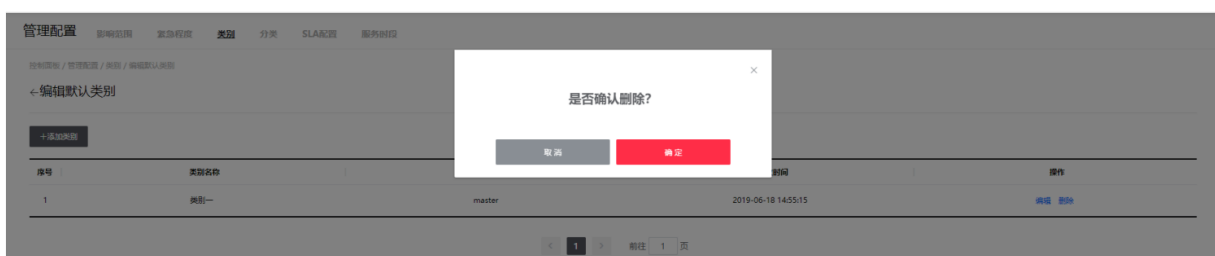 管理配置 影响范围 紧急程度 类别 分类 SLA配置 服务时段
控制面板 / 管理配置 / 类别 / 编辑默认类别
←编辑默认类别
+添加类别
×
是否确认删除?
取消 确定
序号 类别名称 时间 操作
1 类别一 master 2019-06-18 14:55:15 编辑 删除
< 1 > 前往 1 页